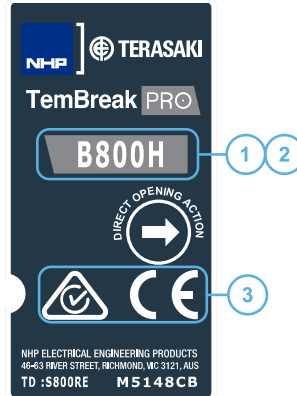 NHP TERASAKI
TemBreak PRO
B800H
1 2
DIRECT OPENING ACTION
CE
3
NHP ELECTRICAL ENGINEERING PRODUCTS
46-63 RIVER STREET, RICHMOND, VIC 3121, AUS
TD :S800RE M5148CB